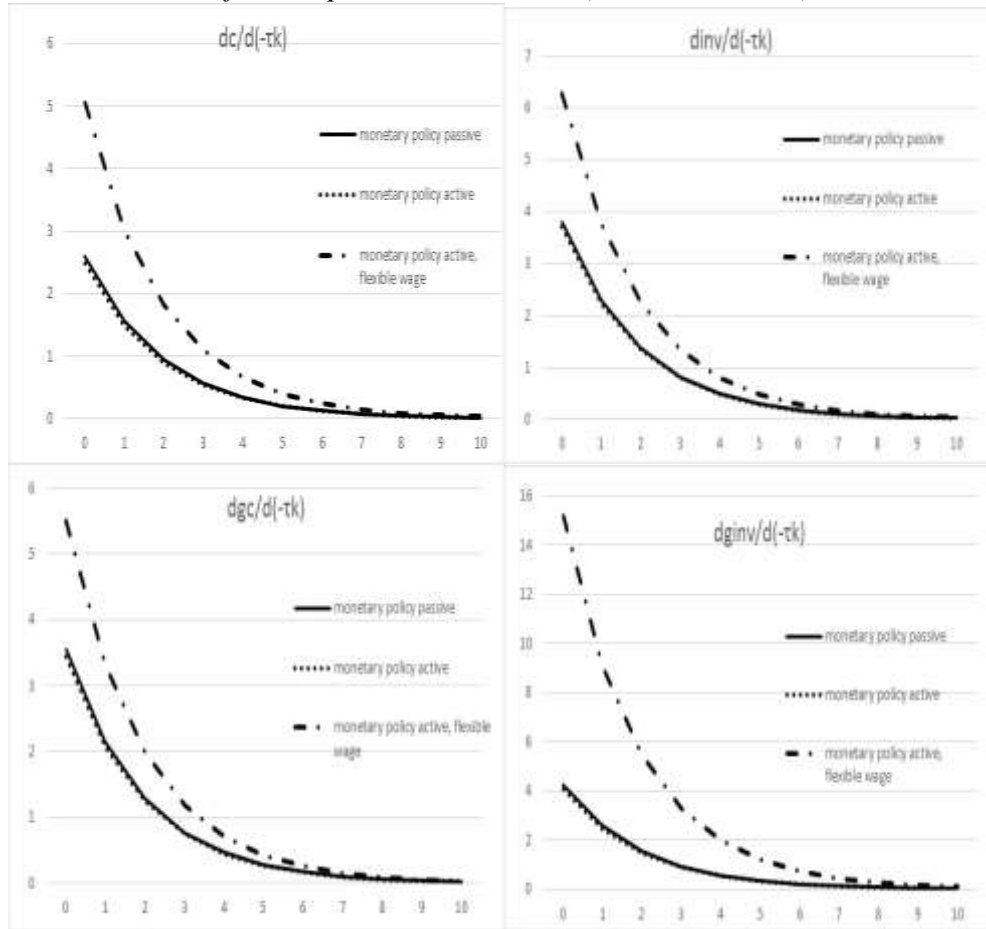 dc/d(-τk)
6
5
4
3
2
1
0
0 1 2 3 4 5 6 7 8 9 10
monetary policy passive
monetary policy active
monetary policy active,
flexible wage
dinv/d(-τk)
7
6
5
4
3
2
1
0
0 1 2 3 4 5 6 7 8 9 10
monetary policy passive
monetary policy active
monetary policy active,
flexible wage
dgc/d(-τk)
6
5
4
3
2
1
0
0 1 2 3 4 5 6 7 8 9 10
monetary policy passive
monetary policy active
monetary policy active, flexible
wage
dginv/d(-τk)
16
14
12
10
8
6
4
2
0
0 1 2 3 4 5 6 7 8 9 10
monetary policy passive
monetary policy active
monetary policy active,
flexible wage